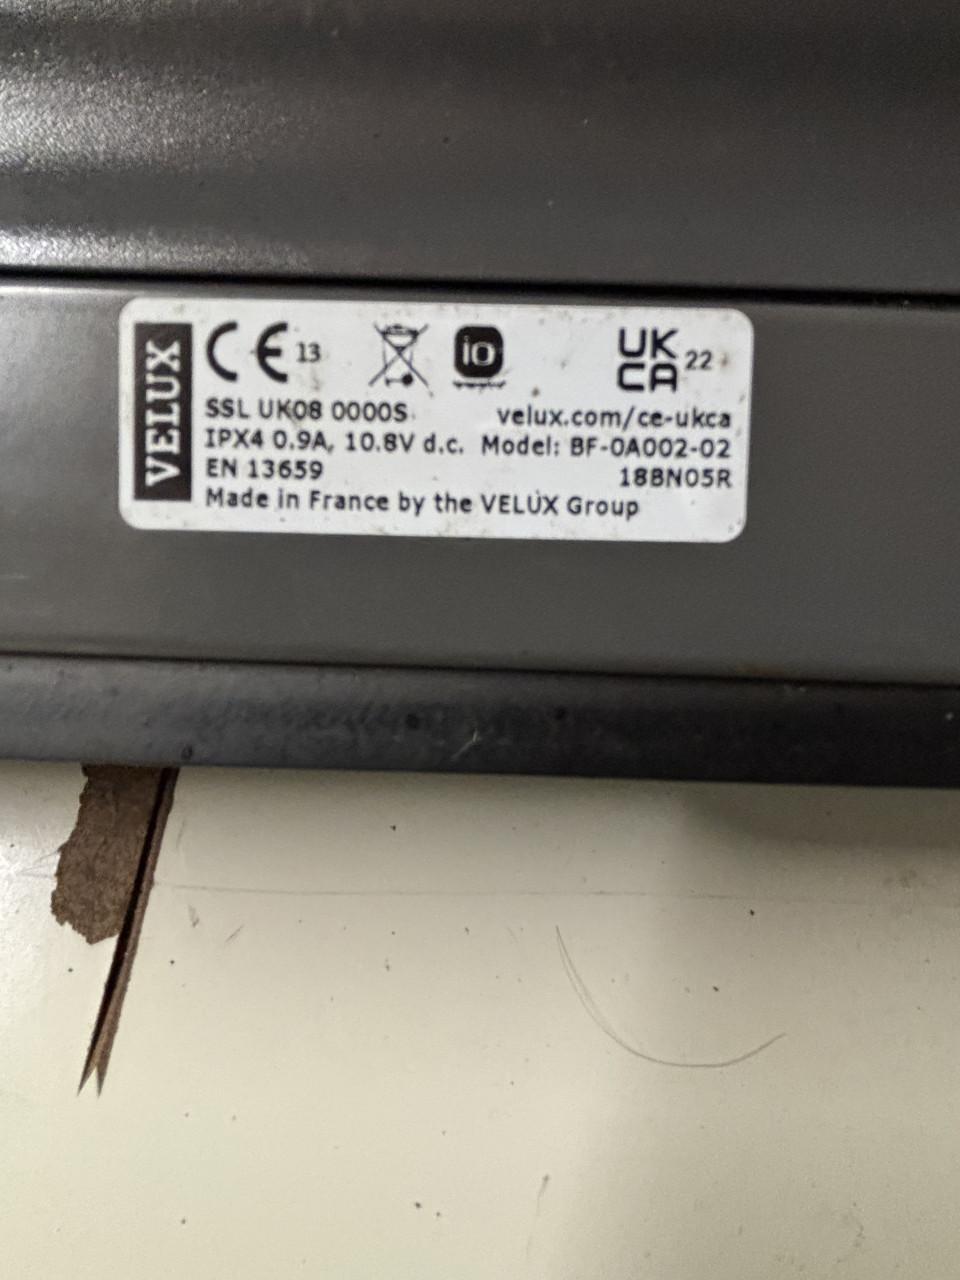 VELUX
CE 13
io
UK CA 22
SSL UK08 0000S velux.com/ce-ukca
IPX4 0.9A, 10.8V d.c. Model: BF-0A002-02
EN 13659 18BN05R
Made in France by the VELUX Group